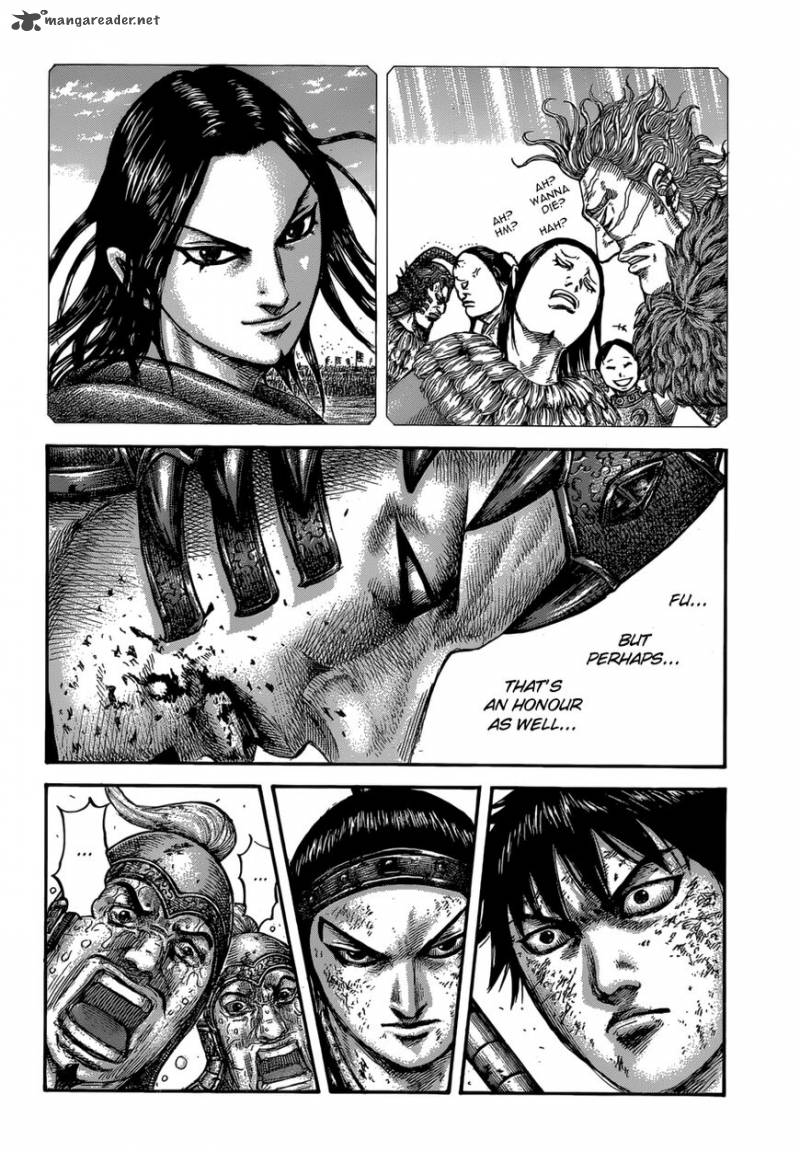 mangareader.net
AH?
WANNA
DIE?
AH?
HM?
HAH?
FU...
BUT
PERHAPS...
THAT'S
AN HONOUR
AS WELL...
...
...